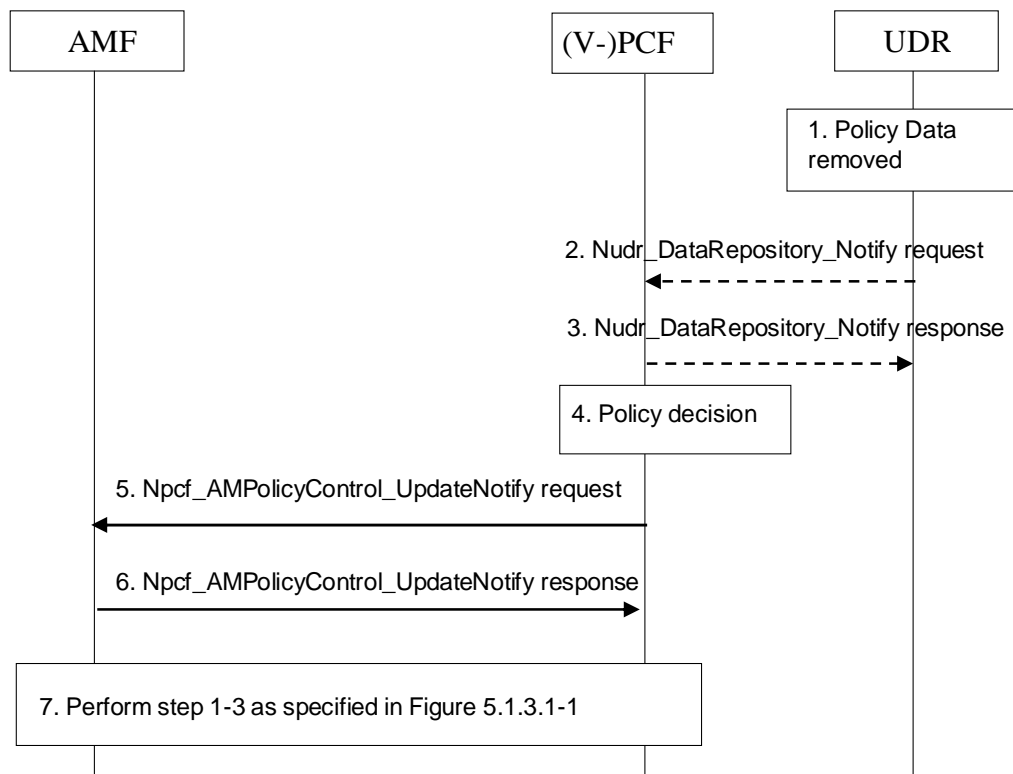 AMF
(V-)PCF
UDR
1. Policy Data
removed
2. Nudr_DataRepository_Notify request
3. Nudr_DataRepository_Notify response
4. Policy decision
5. Npcf_AMPolicyControl_UpdateNotify request
6. Npcf_AMPolicyControl_UpdateNotify response
7. Perform step 1-3 as specified in Figure 5.1.3.1-1